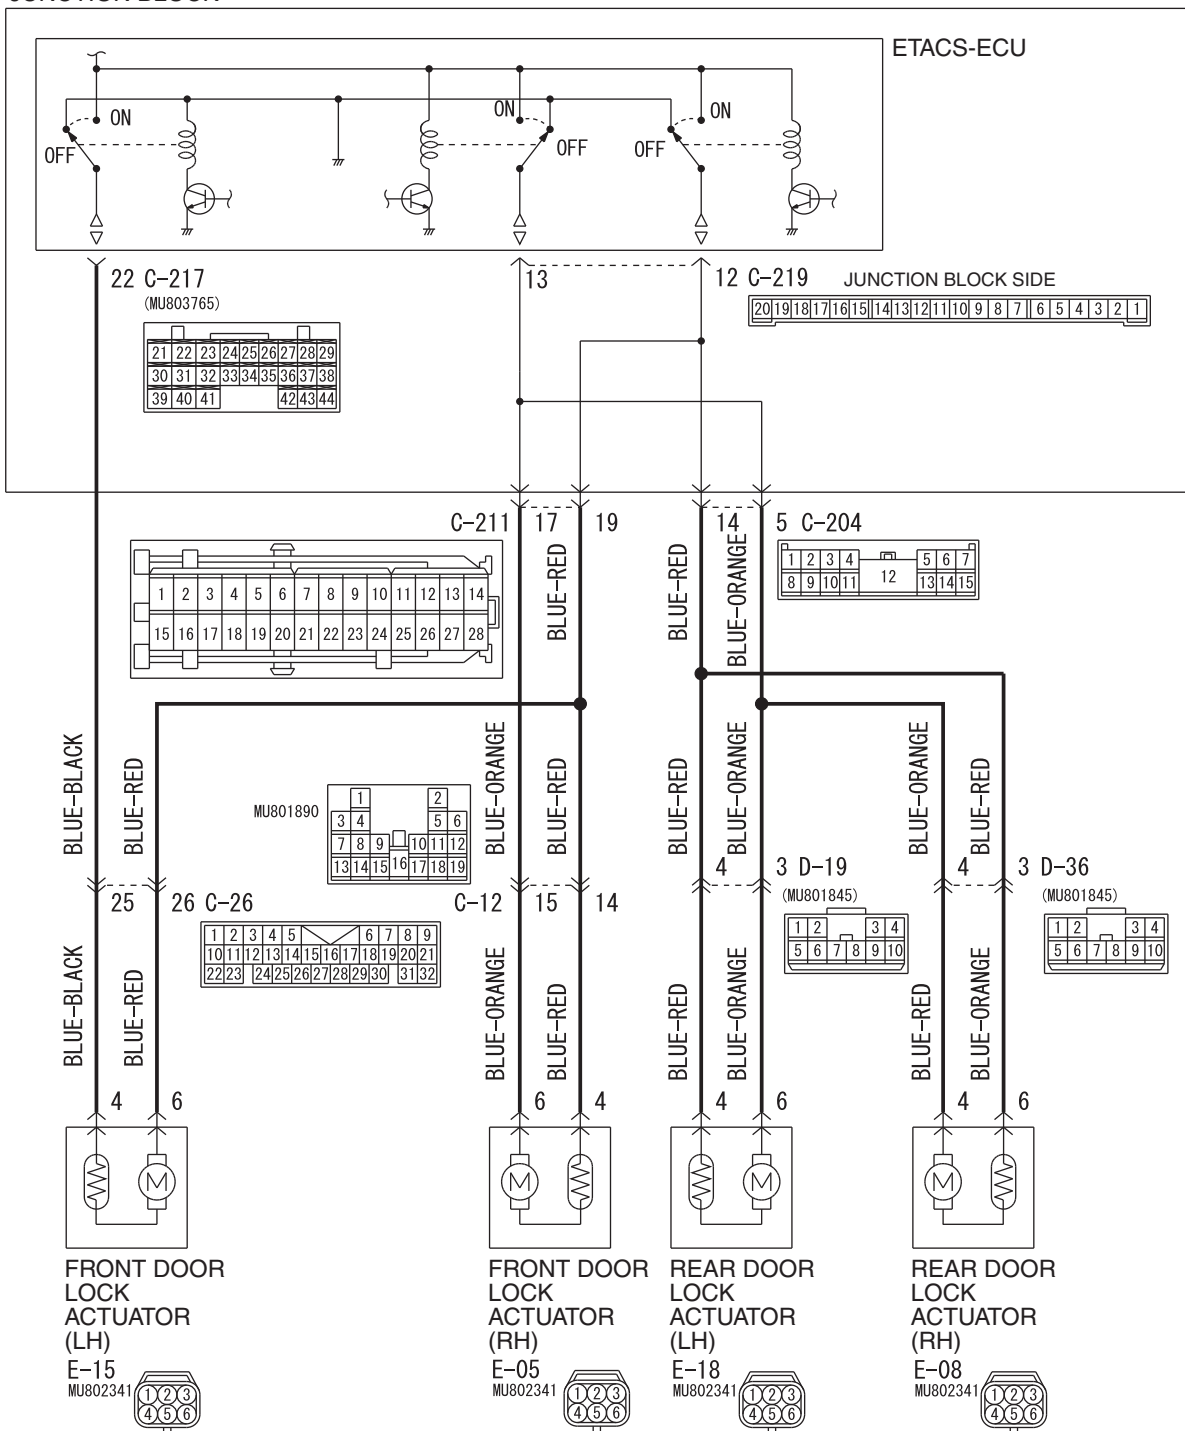 ETACS-ECU
ON
OFF
ON
OFF
ON
OFF
22 C-217
(MU803765)
13
12 C-219
JUNCTION BLOCK SIDE
20 19 18 17 16 15 14 13 12 11 10 9 8 7 6 5 4 3 2 1
21 22 23 24 25 26 27 28 29
30 31 32 33 34 35 36 37 38
39 40 41 42 43 44
C-211 17 19
14 5 C-204
1 2 3 4 5 6 7
8 9 10 11 12 13 14 15
1 2 3 4 5 6 7 8 9 10 11 12 13 14
15 16 17 18 19 20 21 22 23 24 25 26 27 28
BLUE-RED
BLUE-RED
BLUE-ORANGE
BLUE-BLACK
BLUE-RED
BLUE-ORANGE
BLUE-RED
BLUE-RED
BLUE-ORANGE
BLUE-ORANGE
BLUE-RED
MU801890
1 2
3 4 5 6
7 8 9 10 11 12
13 14 15 16 17 18 19
25 26 C-26
C-12 15 14
4 3 D-19
(MU801845)
4 3 D-36
(MU801845)
1 2 3 4
5 6 7 8 9 10
1 2 3 4
5 6 7 8 9 10
1 2 3 4 5 6 7 8 9
10 11 12 13 14 15 16 17 18 19 20 21
22 23 24 25 26 27 28 29 30 31 32
BLUE-BLACK
BLUE-RED
BLUE-ORANGE
BLUE-RED
BLUE-RED
BLUE-ORANGE
BLUE-RED
BLUE-ORANGE
4 6
6 4
4 6
4 6
M
M
M
M
FRONT DOOR
LOCK
ACTUATOR
(LH)
E-15
MU802341
1 2 3
4 5 6
FRONT DOOR
LOCK
ACTUATOR
(RH)
E-05
MU802341
1 2 3
4 5 6
REAR DOOR
LOCK
ACTUATOR
(LH)
E-18
MU802341
1 2 3
4 5 6
REAR DOOR
LOCK
ACTUATOR
(RH)
E-08
MU802341
1 2 3
4 5 6